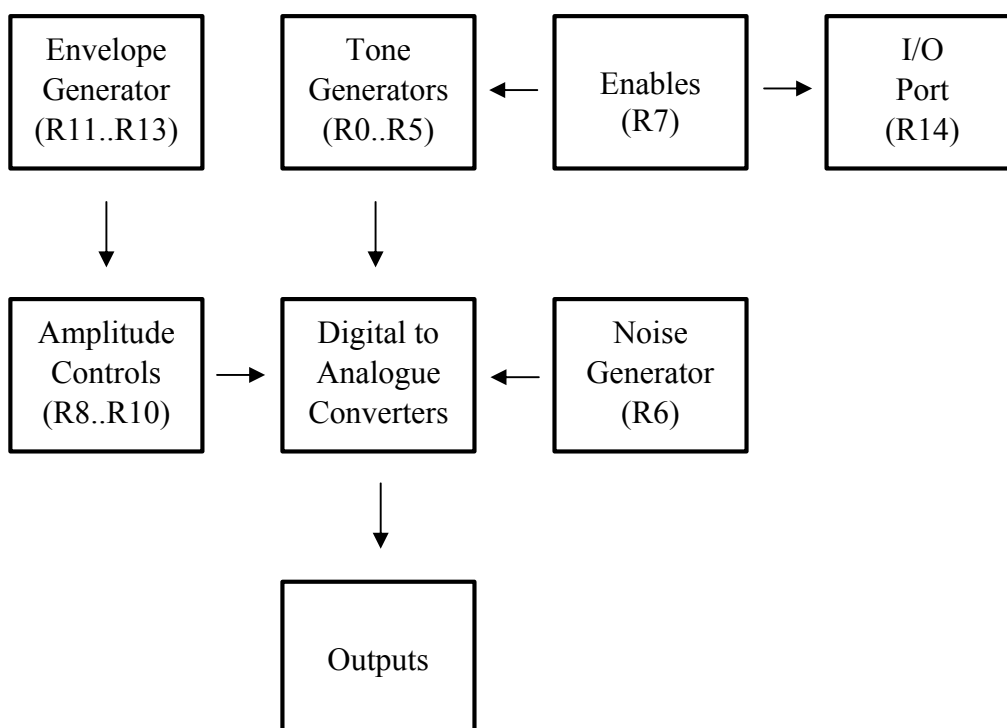 Envelope
Generator
(R11..R13)
Tone
Generators
(R0..R5)
Enables
(R7)
I/O
Port
(R14)
Amplitude
Controls
(R8..R10)
Digital to
Analogue
Converters
Noise
Generator
(R6)
Outputs